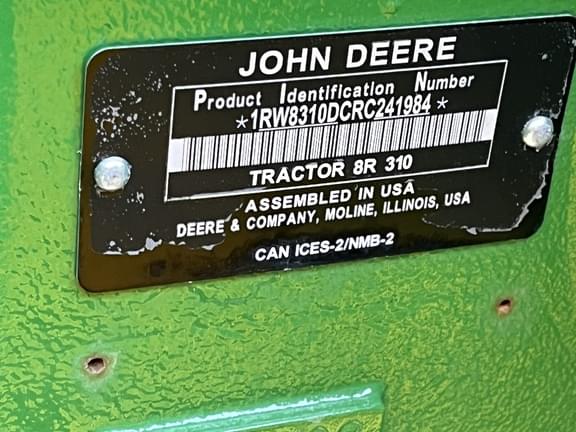 JOHN DEERE
Product Identification Number
*1RW8310DCRC241984*
TRACTOR 8R 310
ASSEMBLED IN USA
DEERE & COMPANY, MOLINE, ILLINOIS, USA
CAN ICES-2/NMB-2